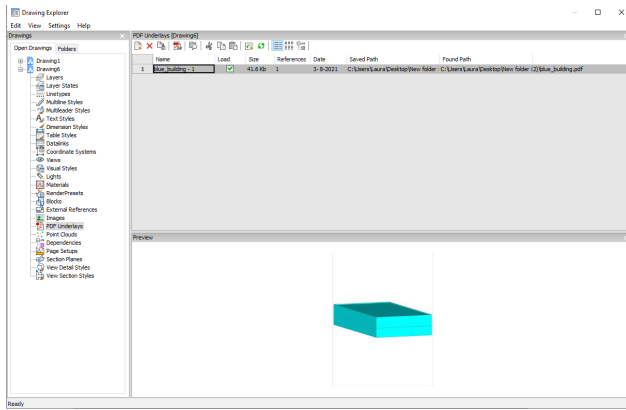 Drawing Explorer
Edit View Settings Help
Drawings
Open Drawings Folders
Drawing1
Drawing6
Layers
Layer States
Linetypes
Multiline Styles
Multileader Styles
Text Styles
Dimension Styles
Table Styles
Datalinks
Coordinate Systems
Views
Visual Styles
Lights
Materials
RenderPresets
Blocks
External References
Images
PDF Underlays
Point Clouds
Dependencies
Page Setups
Section Planes
View Detail Styles
View Section Styles
PDF Underlays [Drawing6]
Name Load Size References Date Saved Path Found Path
1 blue_building - 1 41.6 Kb 1 3- 8-2021 C:\Users\Laura\Desktop\New folder C:\Users\Laura\Desktop\New folder (2)\blue_building.pdf
Preview
Ready